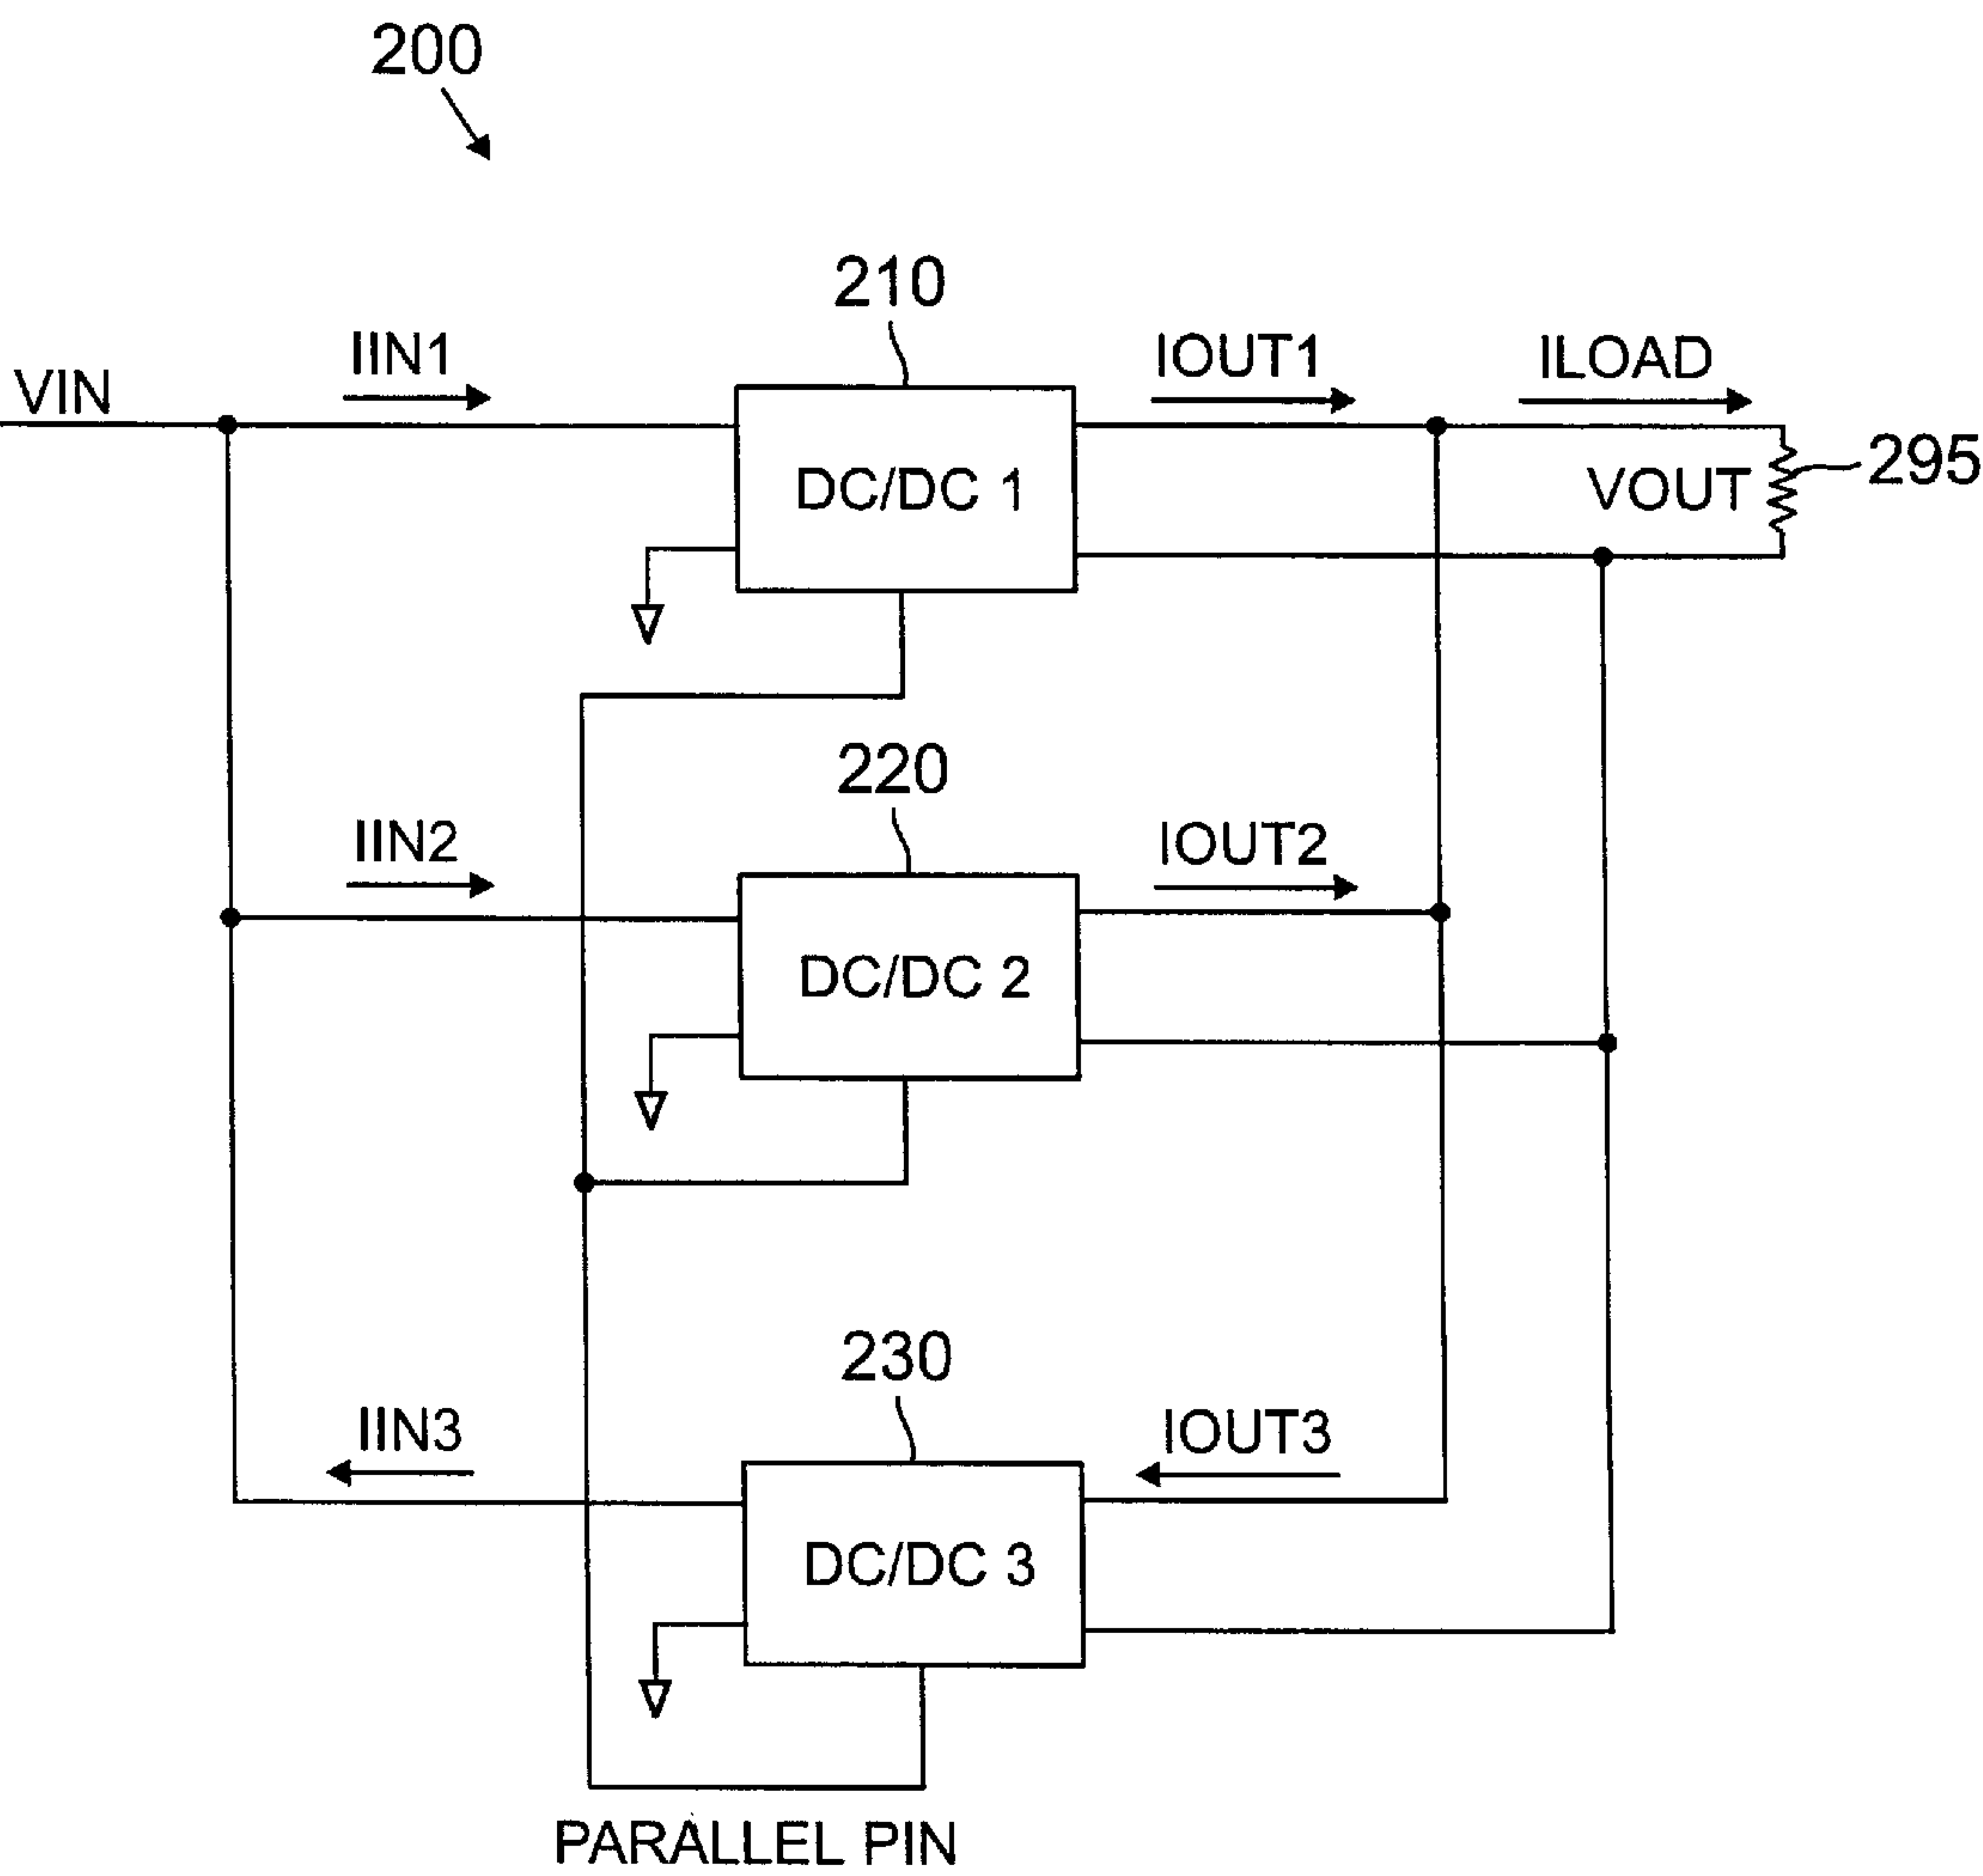 200
210
VIN
IIN1
IOUT1
ILOAD
DC/DC 1
VOUT
295
220
IIN2
IOUT2
DC/DC 2
230
IIN3
IOUT3
DC/DC 3
PARALLEL PIN